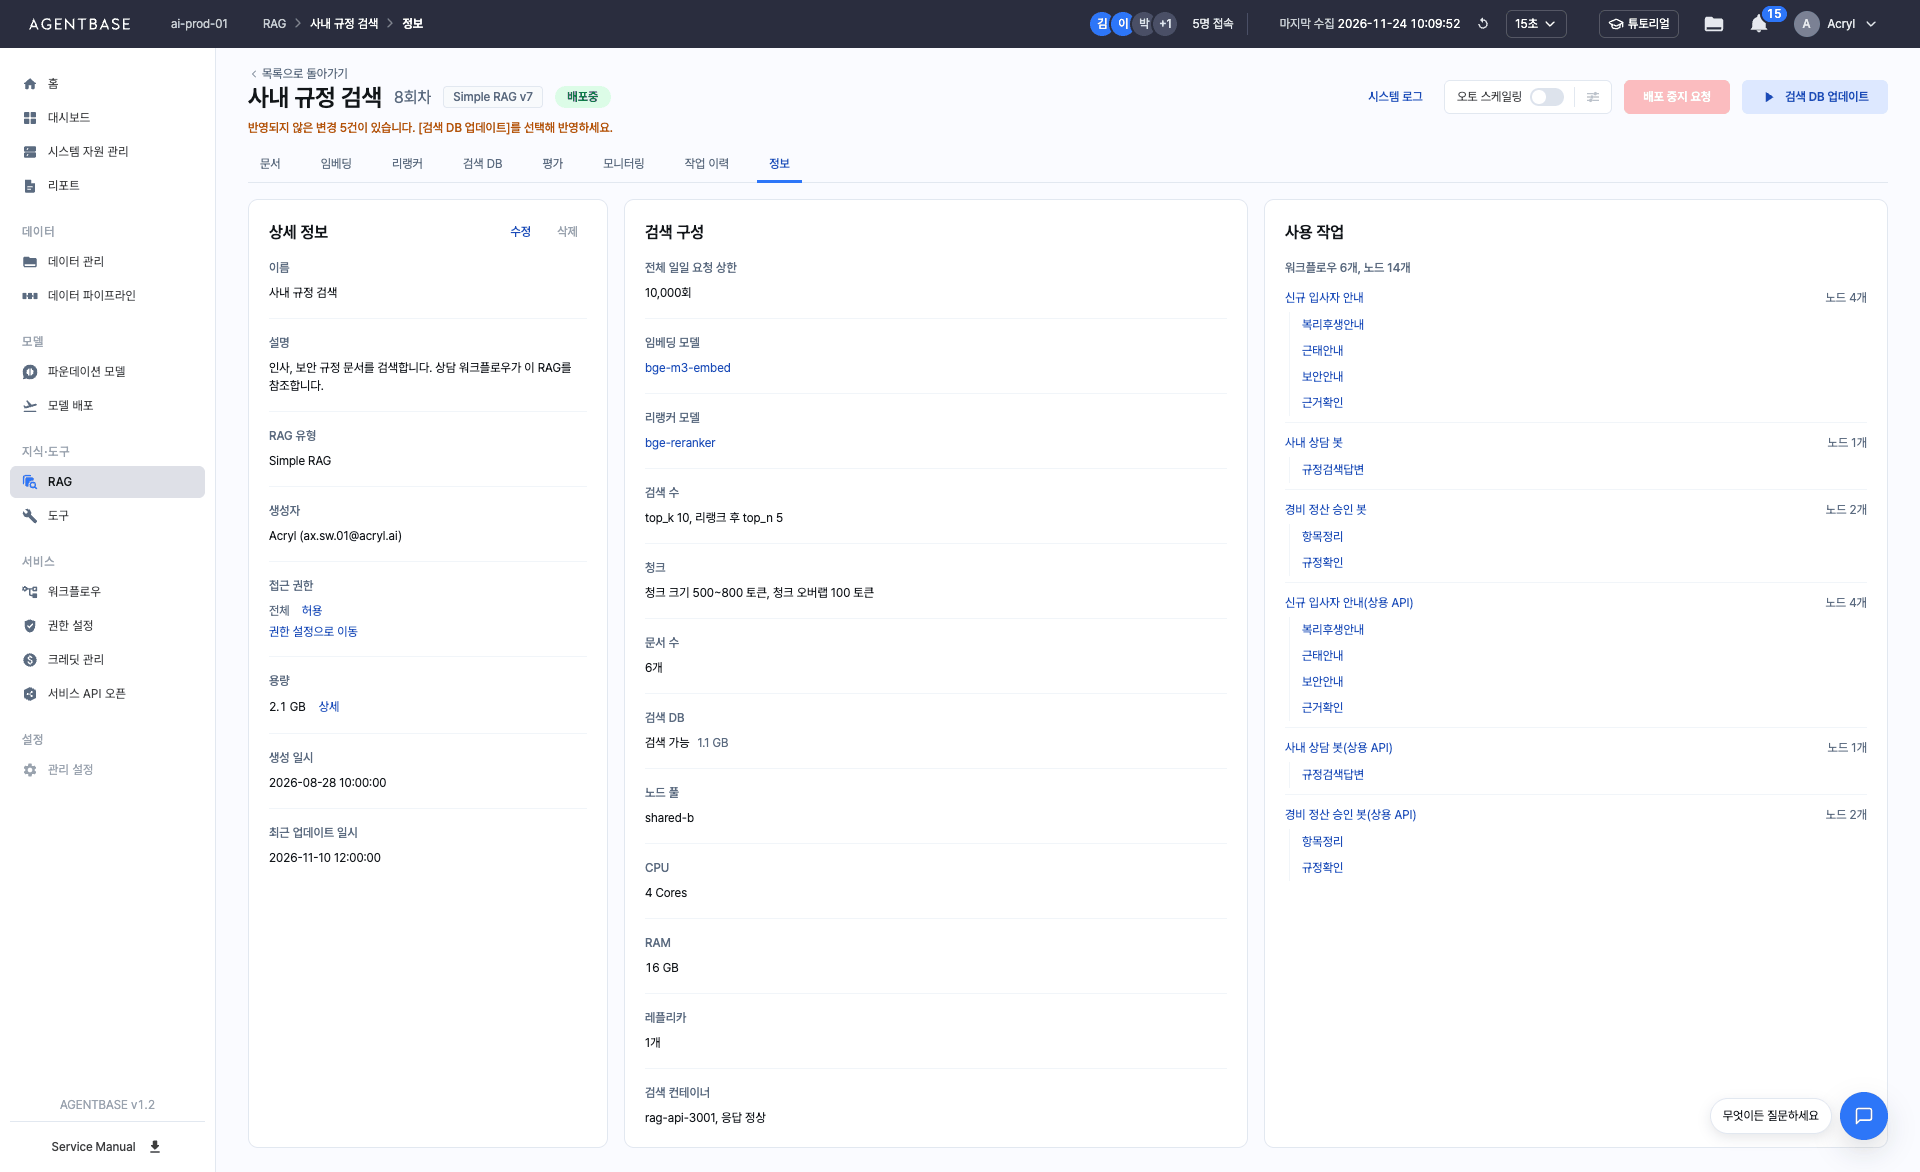 AGENTBASE
ai-prod-01
RAG > 사내 규정 검색 > 정보
김 이 박 +1 5명 접속
마지막 수집 2026-11-24 10:09:52
15초
튜토리얼
15
A Acryl
홈
대시보드
시스템 자원 관리
리포트
데이터
데이터 관리
데이터 파이프라인
모델
파운데이션 모델
모델 배포
지식·도구
RAG
도구
서비스
워크플로우
권한 설정
크레딧 관리
서비스 API 오픈
설정
관리 설정
AGENTBASE v1.2
Service Manual
목록으로 돌아가기
사내 규정 검색 8회차 Simple RAG v7 배포중
반영되지 않은 변경 5건이 있습니다. [검색 DB 업데이트]를 선택해 반영하세요.
시스템 로그
오토 스케일링
배포 중지 요청
검색 DB 업데이트
문서 임베딩 리랭커 검색 DB 평가 모니터링 작업 이력 정보
상세 정보 수정 삭제
이름
사내 규정 검색
설명
인사, 보안 규정 문서를 검색합니다. 상담 워크플로우가 이 RAG를
참조합니다.
RAG 유형
Simple RAG
생성자
Acryl (ax.sw.01@acryl.ai)
접근 권한
전체 허용
권한 설정으로 이동
용량
2.1 GB 상세
생성 일시
2026-08-28 10:00:00
최근 업데이트 일시
2026-11-10 12:00:00
검색 구성
전체 일일 요청 상한
10,000회
임베딩 모델
bge-m3-embed
리랭커 모델
bge-reranker
검색 수
top_k 10, 리랭크 후 top_n 5
청크
청크 크기 500~800 토큰, 청크 오버랩 100 토큰
문서 수
6개
검색 DB
검색 가능 1.1 GB
노드 풀
shared-b
CPU
4 Cores
RAM
16 GB
레플리카
1개
검색 컨테이너
rag-api-3001, 응답 정상
사용 작업
워크플로우 6개, 노드 14개
신규 입사자 안내 노드 4개
복리후생안내
근태안내
보안안내
근거확인
사내 상담 봇 노드 1개
규정검색답변
경비 정산 승인 봇 노드 2개
항목정리
규정확인
신규 입사자 안내(상용 API) 노드 4개
복리후생안내
근태안내
보안안내
근거확인
사내 상담 봇(상용 API) 노드 1개
규정검색답변
경비 정산 승인 봇(상용 API) 노드 2개
항목정리
규정확인
무엇이든 질문하세요